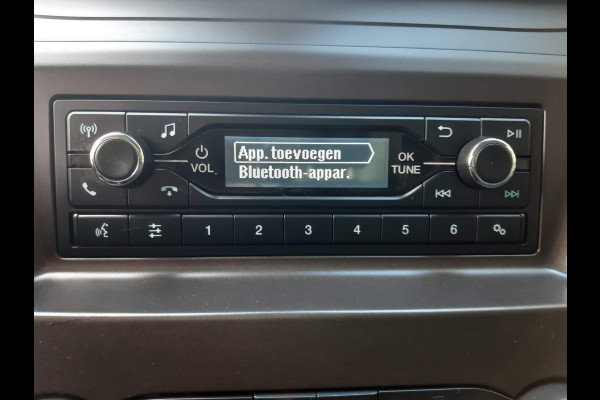 App. toevoegen
Bluetooth-appar.
VOL
OK
TUNE
1 2 3 4 5 6